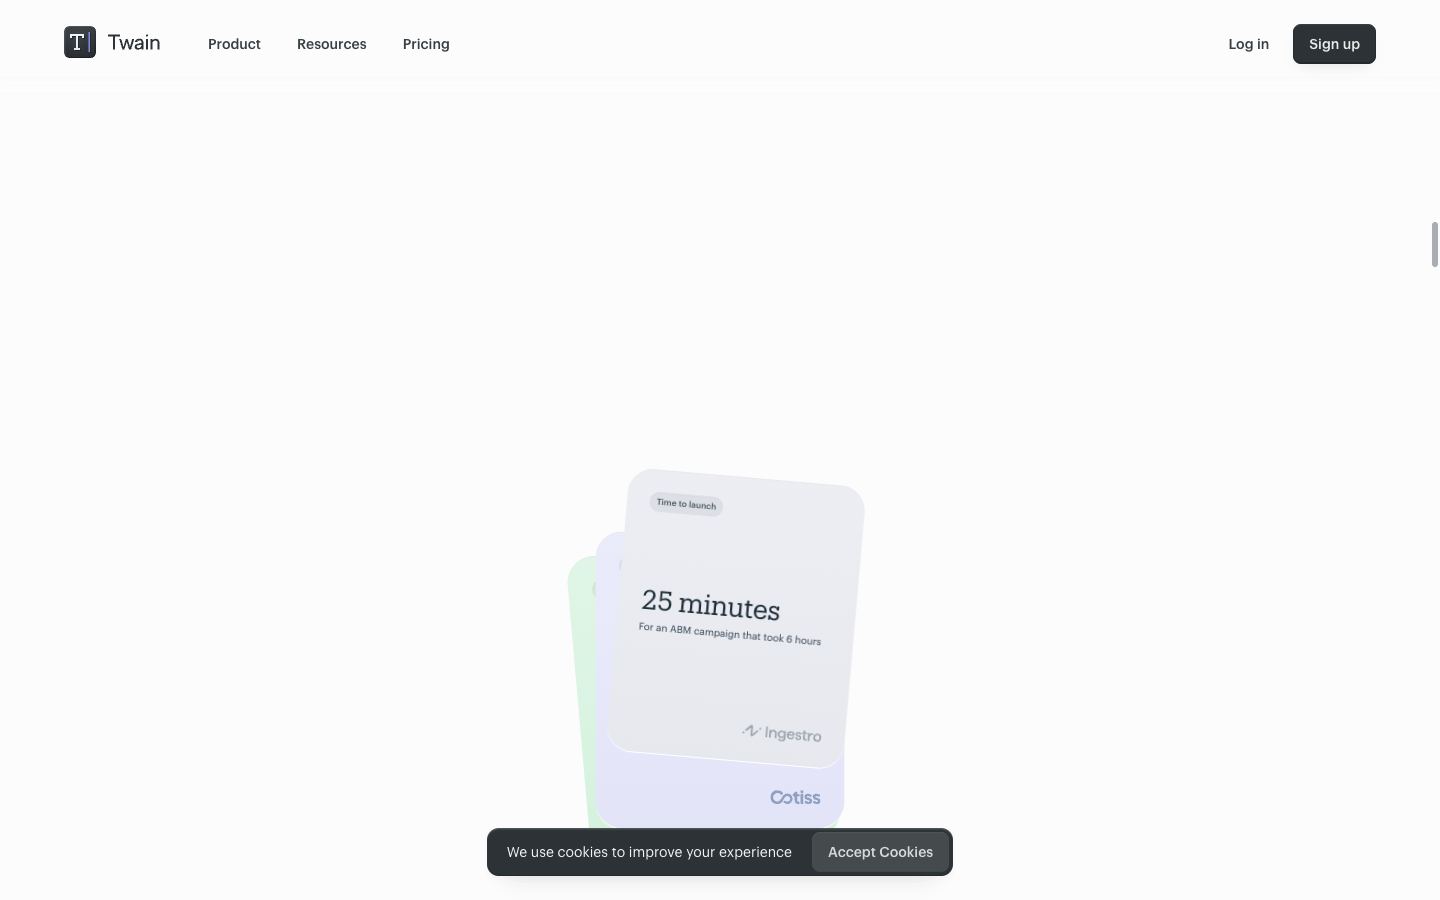 T
Twain
Product
Resources
Pricing
Log in
Sign up
Time to launch
25 minutes
For an ABM campaign that took 6 hours
Ingestro
Cotiss
We use cookies to improve your experience
Accept Cookies